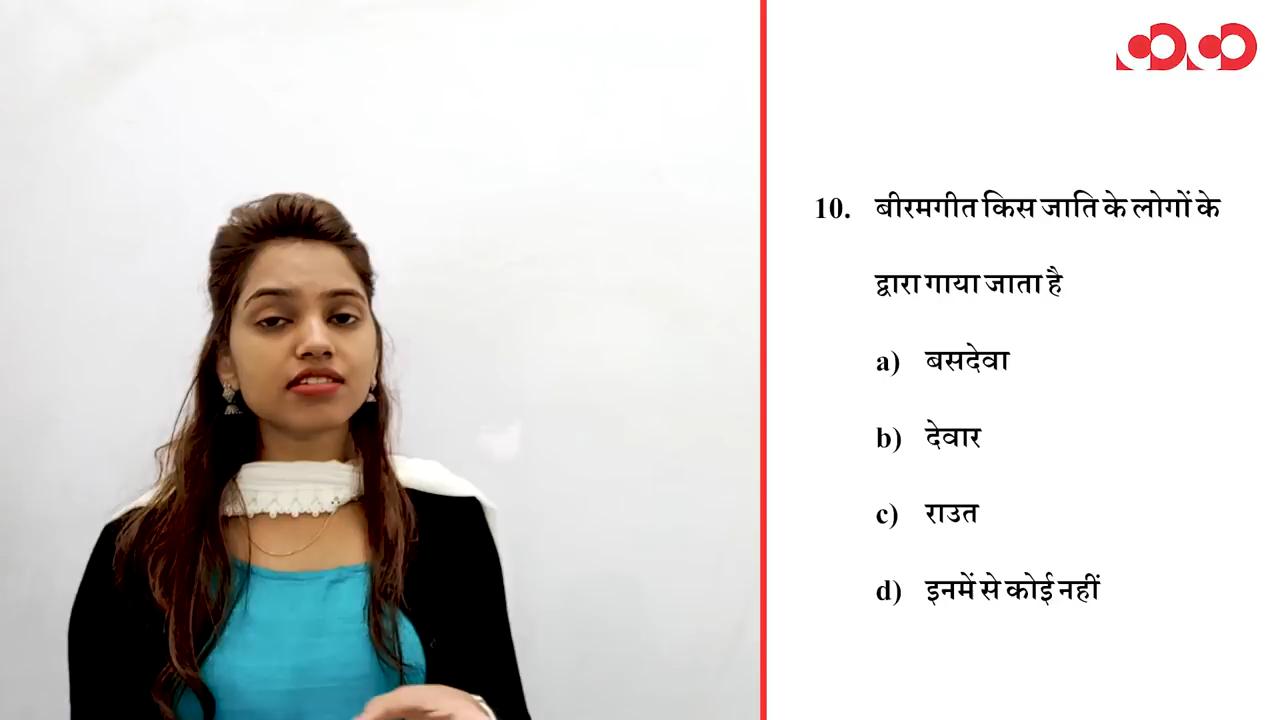 10. बीरमगीत किस जाति के लोगों के
द्वारा गाया जाता है
a) बसदेवा
b) देवार
c) राउत
d) इनमें से कोई नहीं